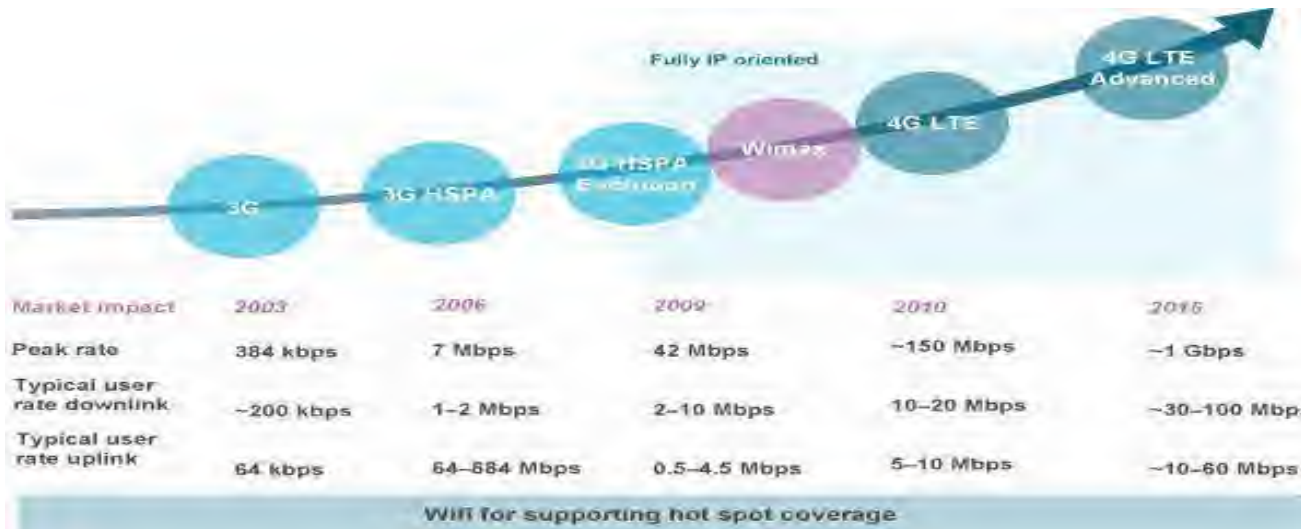 Fully IP oriented
4G LTE
Advanced
4G LTE
Wimax
3G HSPA
Evolution
3G HSPA
3G
Market impact 2003 2006 2009 2010 2015
Peak rate 384 kbps 7 Mbps 42 Mbps ~150 Mbps ~1 Gbps
Typical user
rate downlink ~200 kbps 1–2 Mbps 2–10 Mbps 10–20 Mbps ~30–100 Mbp
Typical user
rate uplink 64 kbps 64–684 Mbps 0.5–4.5 Mbps 5–10 Mbps ~10–60 Mbp
Wifi for supporting hot spot coverage